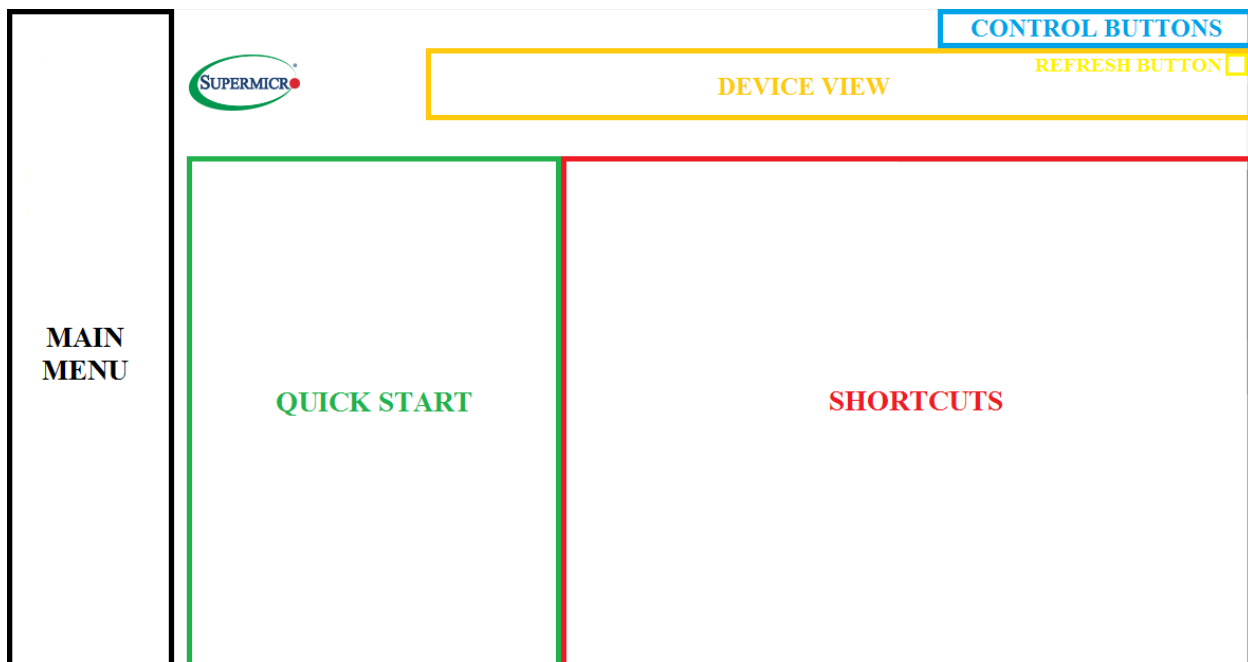 CONTROL BUTTONS
REFRESH BUTTON
SUPERMICRO
DEVICE VIEW
MAIN
MENU
QUICK START
SHORTCUTS